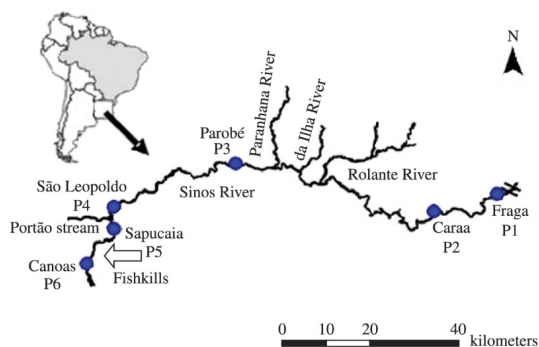 N
Paranhana River
da Ilha River
Parobé
P3
Rolante River
São Leopoldo
P4
Sinos River
Fraga
P1
Caraa
P2
Portão stream
Sapucaia
P5
Canoas
P6
Fishkills
0 10 20 40 kilometers